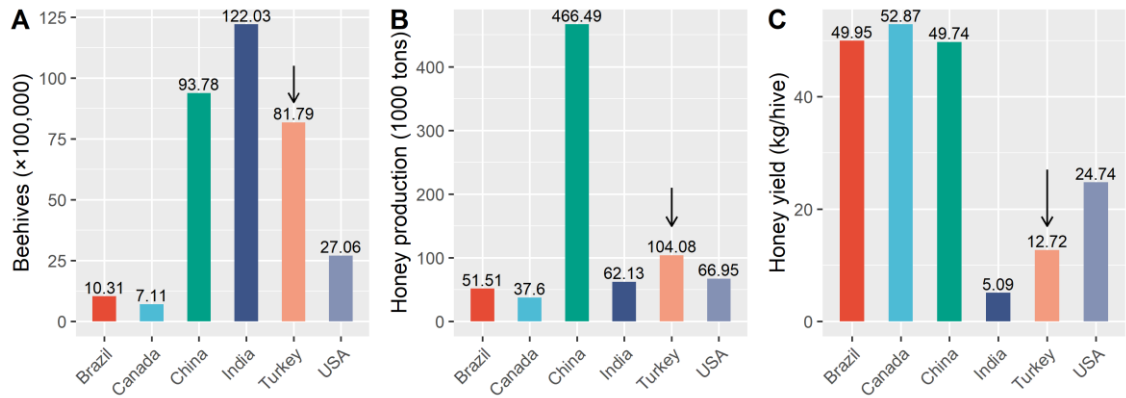 A
Beehives (×100,000)
125
100
75
50
25
0
10.31
7.11
93.78
122.03
81.79
27.06
Brazil
Canada
China
India
Turkey
USA
B
Honey production (1000 tons)
400
300
200
100
0
51.51
37.6
466.49
62.13
104.08
66.95
Brazil
Canada
China
India
Turkey
USA
C
Honey yield (kg/hive)
40
20
0
49.95
52.87
49.74
5.09
12.72
24.74
Brazil
Canada
China
India
Turkey
USA